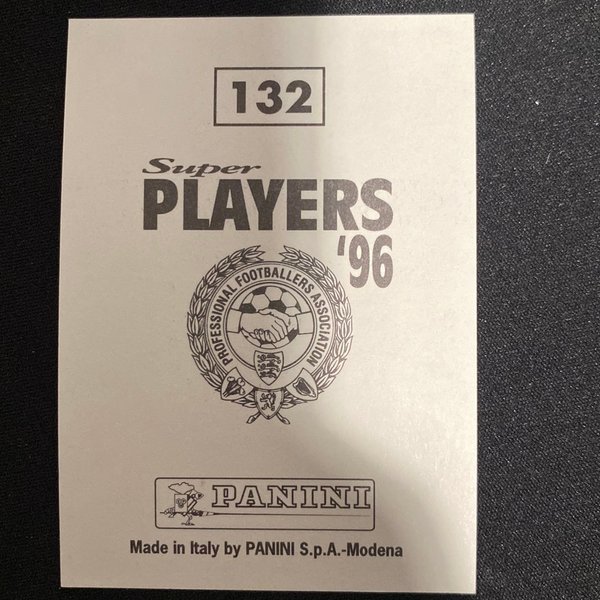 132
Super
PLAYERS
'96
PROFESSIONAL FOOTBALLERS ASSOCIATION
PANINI
Made in Italy by PANINI S.p.A.-Modena